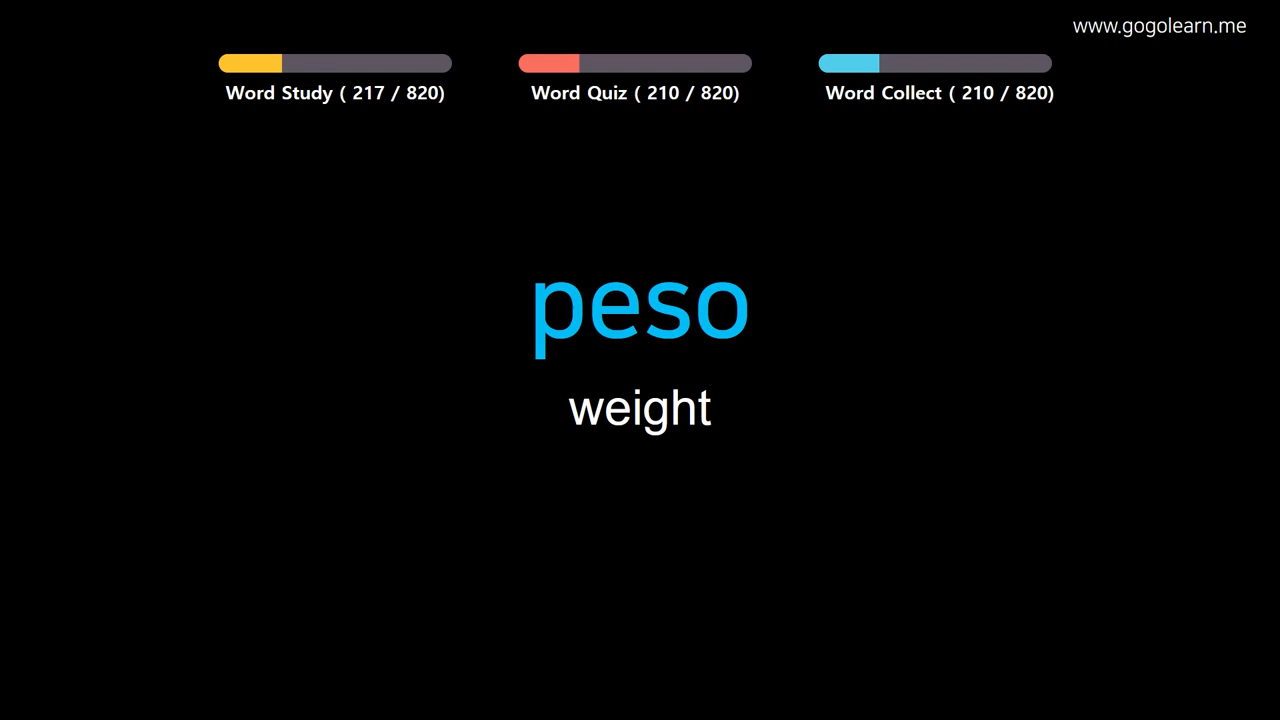 www.gogolearn.me
Word Study ( 217 / 820)
Word Quiz ( 210 / 820)
Word Collect ( 210 / 820)
peso
weight